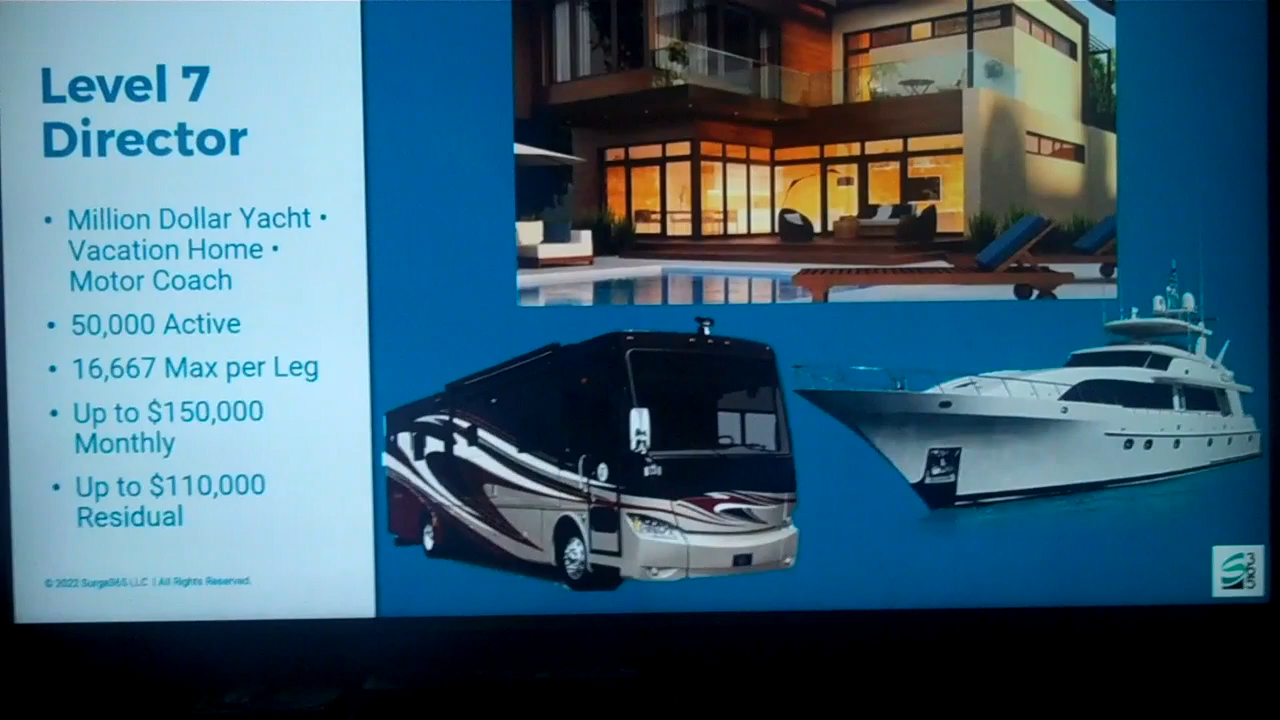 Level 7
Director
• Million Dollar Yacht •
Vacation Home •
Motor Coach
• 50,000 Active
• 16,667 Max per Leg
• Up to $150,000
Monthly
• Up to $110,000
Residual
© 2022 Surge365 LLC | All Rights Reserved.